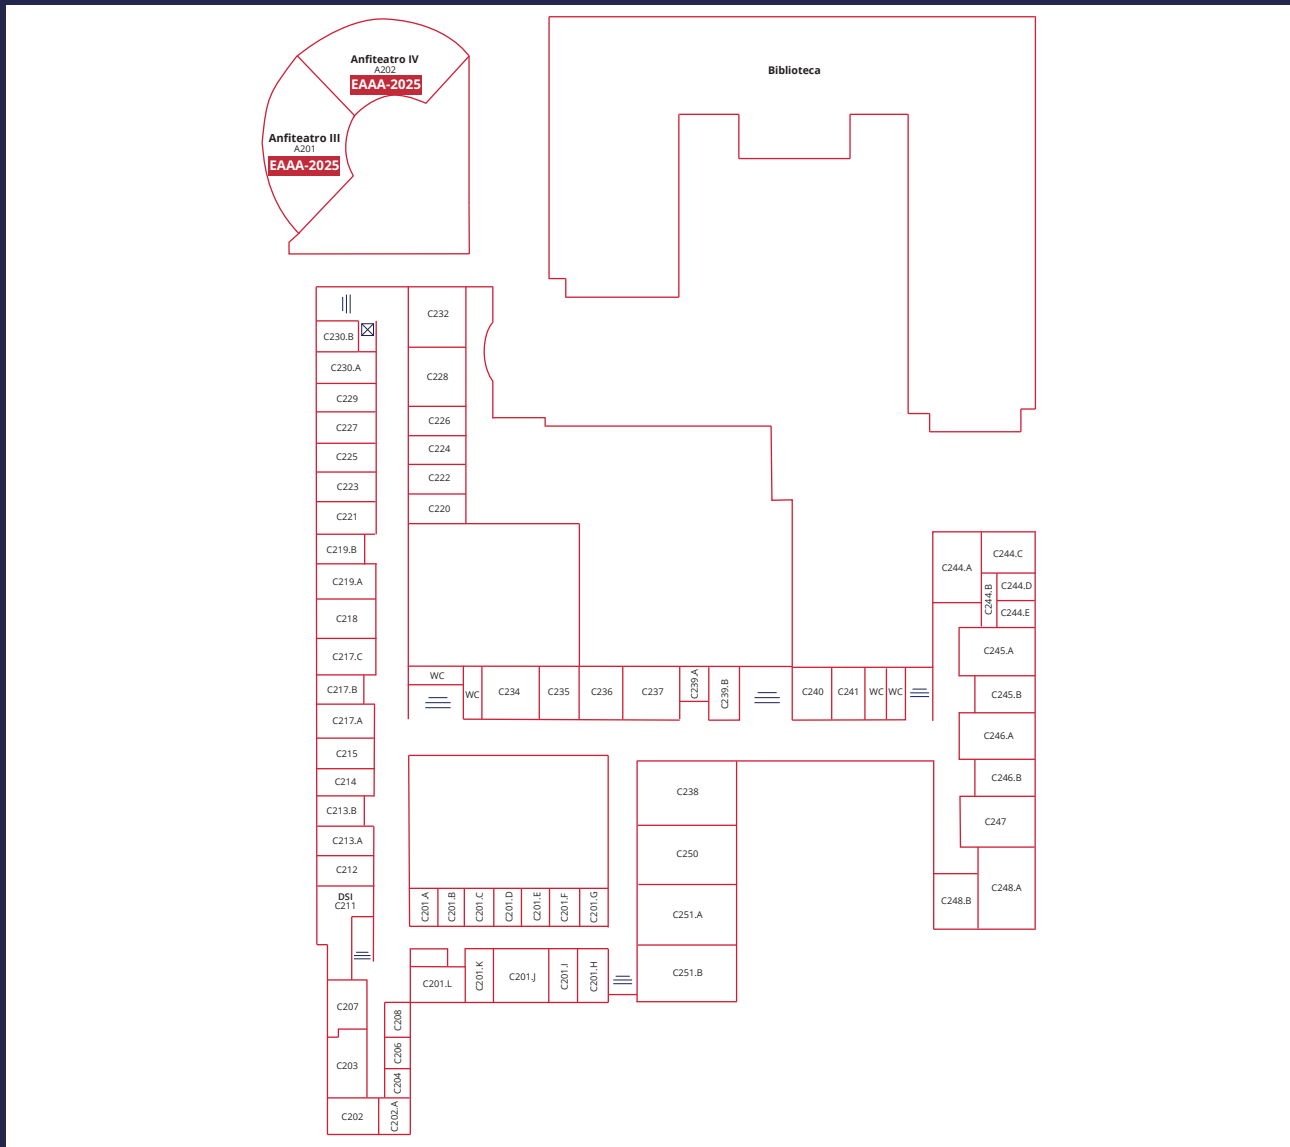 Anfiteatro IV
A202
EAAA-2025
Biblioteca
Anfiteatro III
A201
EAAA-2025
C232
C230.B
C230.A
C228
C229
C226
C227
C224
C225
C222
C223
C220
C221
C219.B
C219.A
C218
C217.C
C217.B
C217.A
C215
C214
C213.B
C213.A
C212
DSI
C211
WC
WC
C234
C235
C236
C237
C239.A
C239.B
C240
C241
WC
WC
C244.A
C244.C
C244.B
C244.D
C244.E
C245.A
C245.B
C246.A
C246.B
C247
C248.A
C248.B
C238
C250
C251.A
C251.B
C201.A
C201.B
C201.C
C201.D
C201.E
C201.F
C201.G
C201.L
C201.K
C201.J
C201.I
C201.H
C207
C208
C206
C203
C204
C202
C202.A